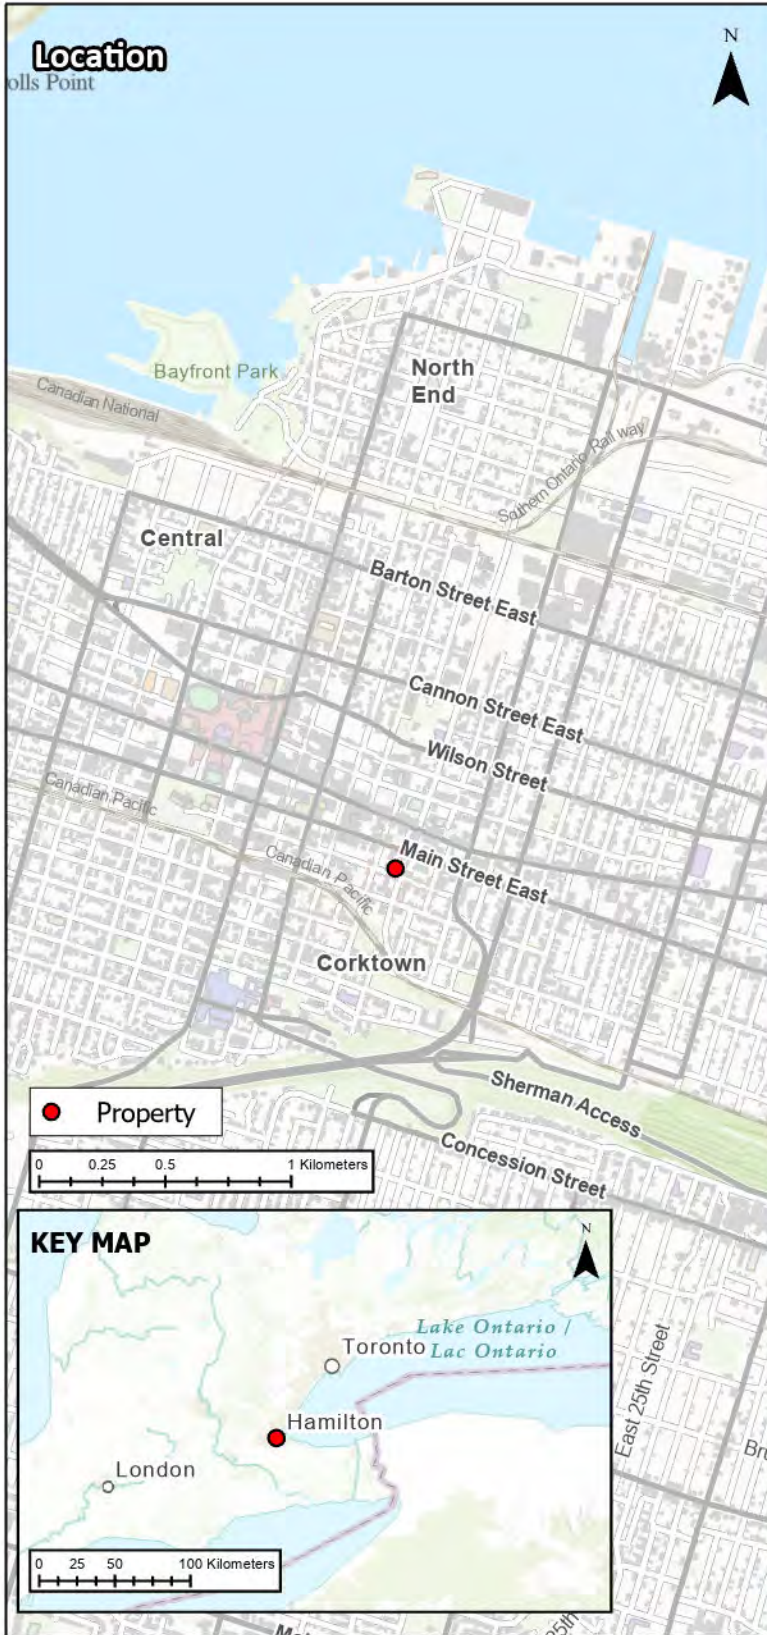 Location
N
olls Point
Bayfront Park
North
End
Canadian National
Southern Ontario Rail way
Central
Barton Street East
Cannon Street East
Wilson Street
Canadian Pacific
Main Street East
Canadian Pacific
Corktown
Sherman Access
Property
Concession Street
0 0.25 0.5 1 Kilometers
KEY MAP
N
Lake Ontario /
Lac Ontario
Toronto
Hamilton
London
East 25th Street
0 25 50 100 Kilometers